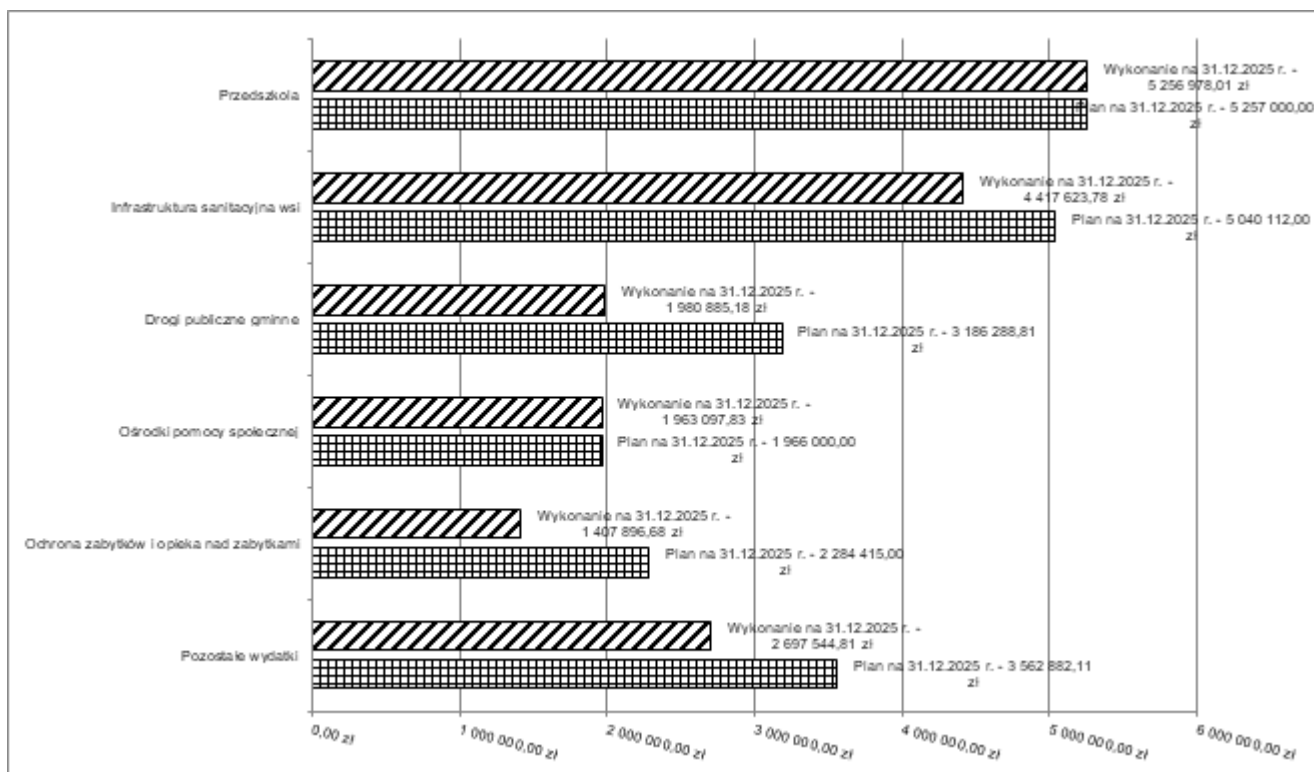 Przedszkola
Wykonanie na 31.12.2025 r. -
5 256 978,01 zł
Plan na 31.12.2025 r. - 5 257 000,00
zł
Infrastruktura sanitacyjna wsi
Wykonanie na 31.12.2025 r. -
4 417 623,78 zł
Plan na 31.12.2025 r. - 5 040 112,00
zł
Drogi publiczne gminne
Wykonanie na 31.12.2025 r. -
1 980 885,18 zł
Plan na 31.12.2025 r. - 3 186 288,81
zł
Ośrodki pomocy społecznej
Wykonanie na 31.12.2025 r. -
1 963 097,83 zł
Plan na 31.12.2025 r. - 1 966 000,00
zł
Ochrona zabytków i opieka nad zabytkami
Wykonanie na 31.12.2025 r. -
1 407 896,68 zł
Plan na 31.12.2025 r. - 2 284 415,00
zł
Pozostałe wydatki
Wykonanie na 31.12.2025 r. -
2 697 544,81 zł
Plan na 31.12.2025 r. - 3 562 882,11
zł
0,00 zł
1 000 000,00 zł
2 000 000,00 zł
3 000 000,00 zł
4 000 000,00 zł
5 000 000,00 zł
6 000 000,00 zł